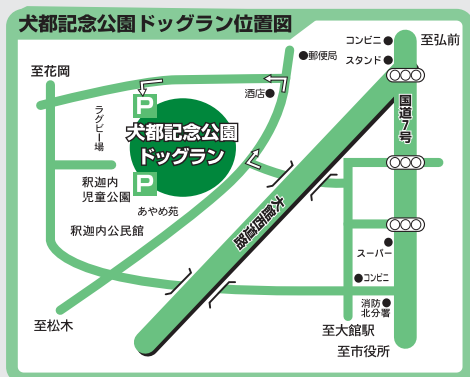 犬都記念公園ドッグラン位置図
コンビニ
至弘前
郵便局
スタンド
至花岡
酒店
P
国道7号
ラグビー場
犬都記念公園
ドッグラン
P
釈迦内
児童公園
あやめ苑
大館西道路
釈迦内公民館
スーパー
コンビニ
消防
北分署
至松木
至大館駅
至市役所